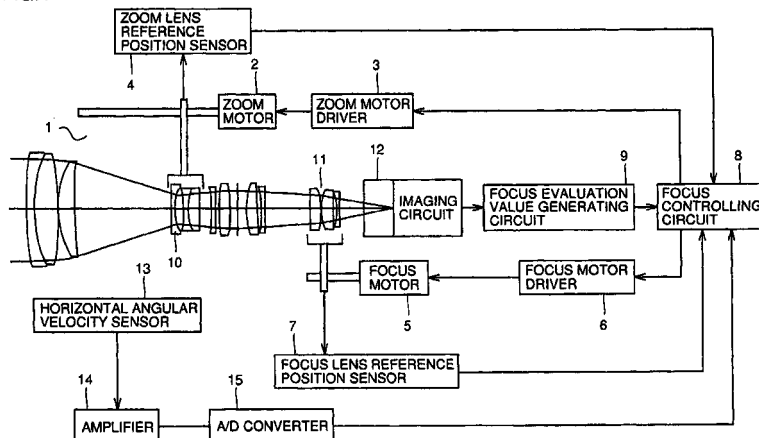 ZOOM LENS
REFERENCE
POSITION SENSOR
4
2
3
ZOOM
MOTOR
ZOOM MOTOR
DRIVER
1
11
12
9
8
IMAGING
CIRCUIT
FOCUS EVALUATION
VALUE GENERATING
CIRCUIT
FOCUS
CONTROLLING
CIRCUIT
10
13
HORIZONTAL ANGULAR
VELOCITY SENSOR
FOCUS
MOTOR
FOCUS MOTOR
DRIVER
5
6
7
FOCUS LENS REFERENCE
POSITION SENSOR
14
15
AMPLIFIER
A/D CONVERTER